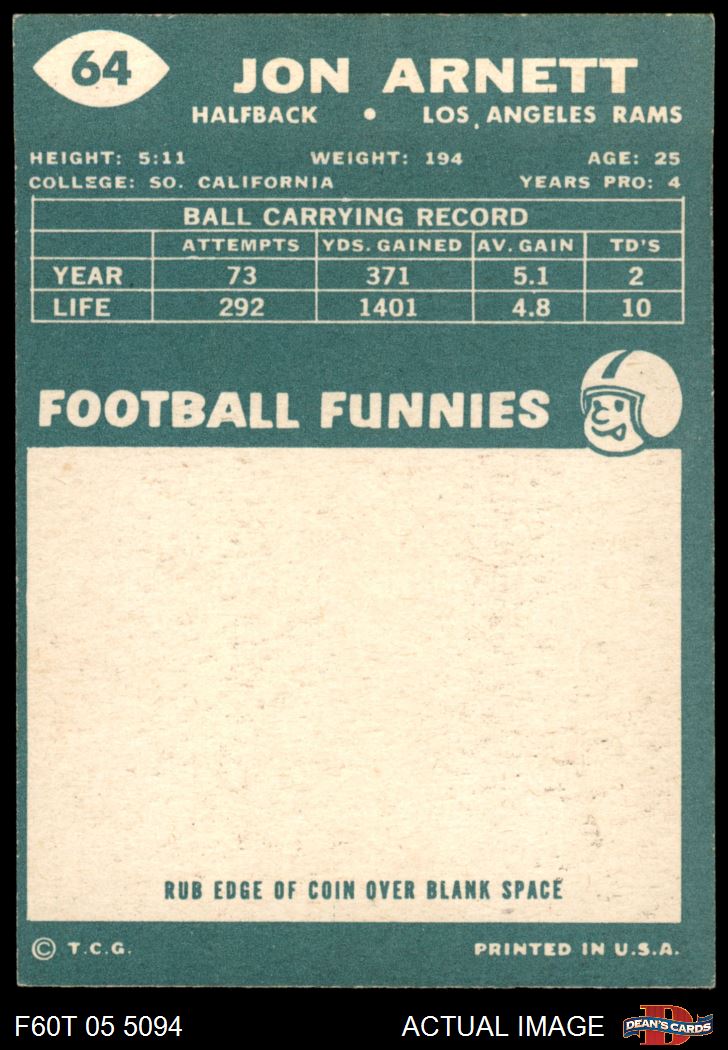 64
JON ARNETT
HALFBACK • LOS ANGELES RAMS
HEIGHT: 5:11 WEIGHT: 194 AGE: 25
COLLEGE: SO. CALIFORNIA YEARS PRO: 4
BALL CARRYING RECORD
ATTEMPTS YDS. GAINED AV. GAIN TD'S
YEAR 73 371 5.1 2
LIFE 292 1401 4.8 10
FOOTBALL FUNNIES
RUB EDGE OF COIN OVER BLANK SPACE
© T.C.G. PRINTED IN U.S.A.
F60T 05 5094 ACTUAL IMAGE D DEAN'S CARDS